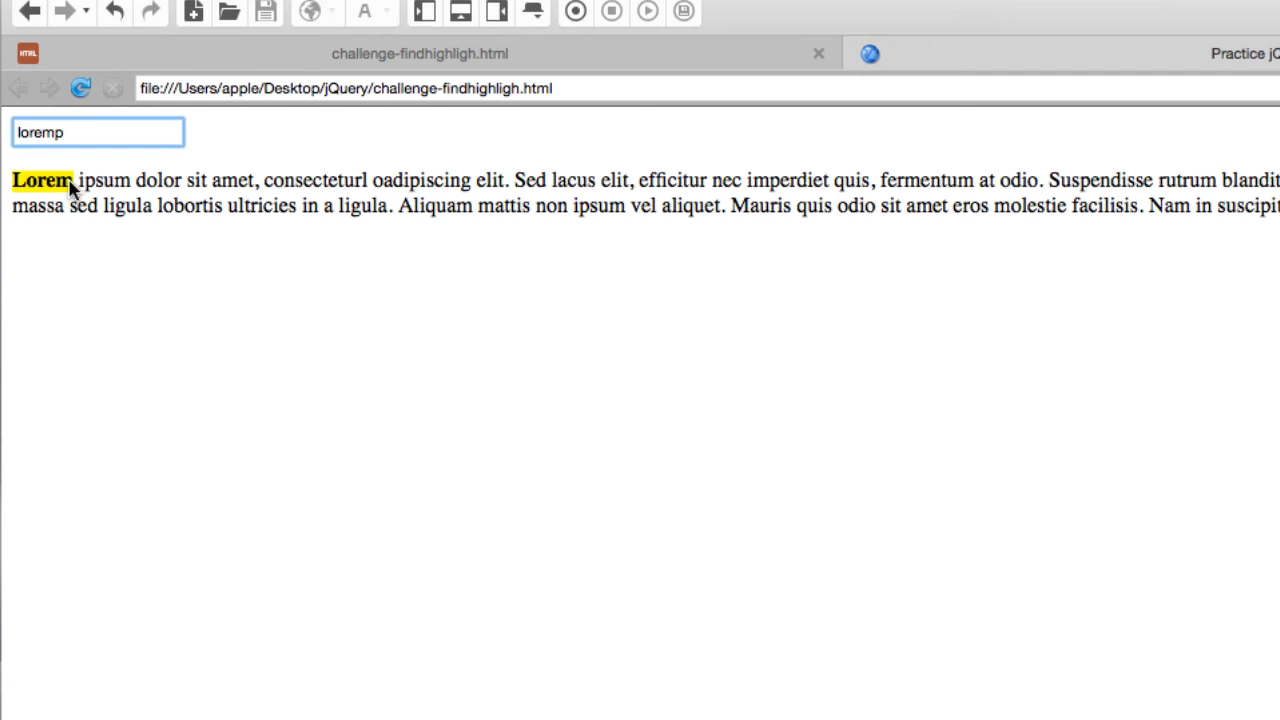 A
HTML
challenge-findhighligh.html
Practice jQ
file:///Users/apple/Desktop/jQuery/challenge-findhighligh.html
loremp
Lorem ipsum dolor sit amet, consecteturl oadipiscing elit. Sed lacus elit, efficitur nec imperdiet quis, fermentum at odio. Suspendisse rutrum blandit
massa sed ligula lobortis ultricies in a ligula. Aliquam mattis non ipsum vel aliquet. Mauris quis odio sit amet eros molestie facilisis. Nam in suscipit